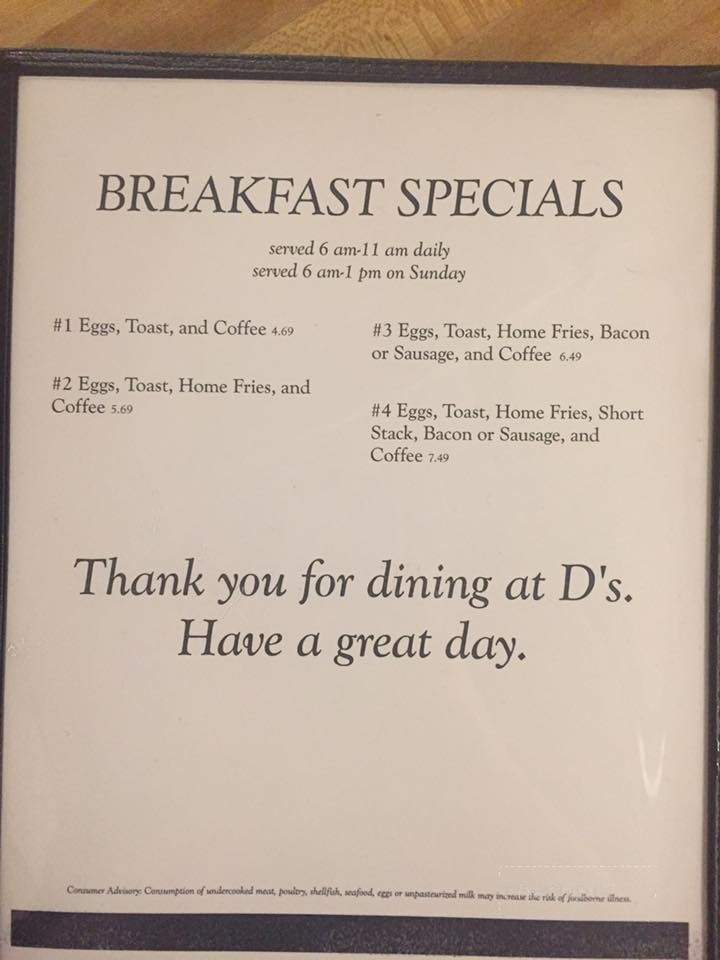 BREAKFAST SPECIALS
served 6 am-11 am daily
served 6 am-1 pm on Sunday
#1 Eggs, Toast, and Coffee 4.69
#2 Eggs, Toast, Home Fries, and
Coffee 5.69
#3 Eggs, Toast, Home Fries, Bacon
or Sausage, and Coffee 6.49
#4 Eggs, Toast, Home Fries, Short
Stack, Bacon or Sausage, and
Coffee 7.49
Thank you for dining at D's.
Have a great day.
Consumer Advisory: Consumption of undercooked meat, poultry, shellfish, seafood, eggs or unpasteurized milk may increase the risk of foodborne illness.